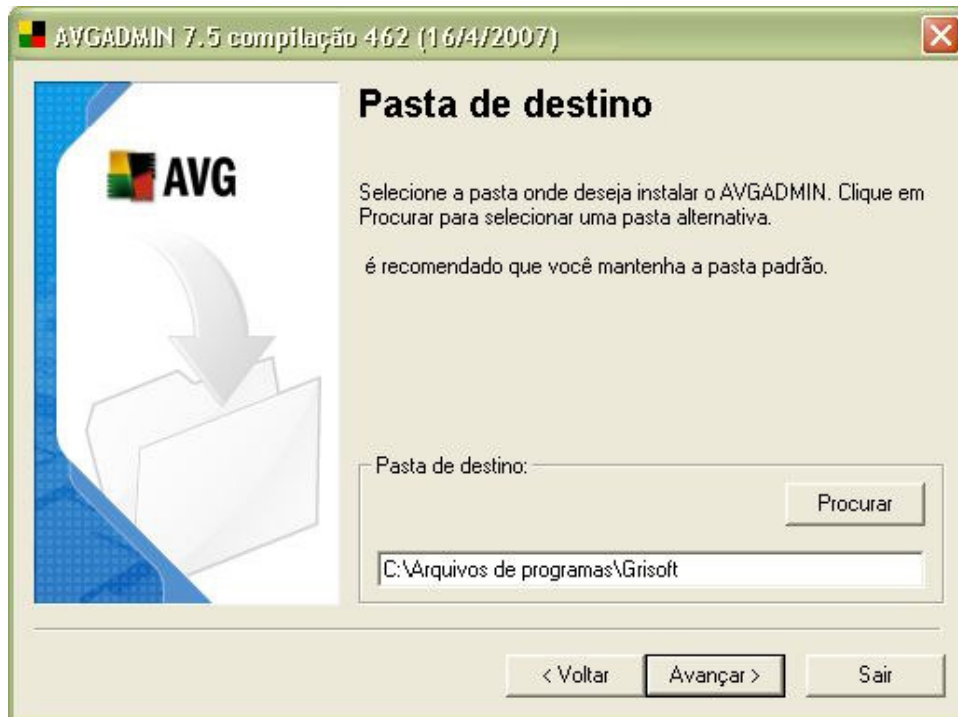 AVGADMIN 7.5 compilação 462 (16/4/2007)
AVG
Pasta de destino
Selecione a pasta onde deseja instalar o AVGADMIN. Clique em
Procurar para selecionar uma pasta alternativa.
é recomendado que você mantenha a pasta padrão.
Pasta de destino:
Procurar
C:\Arquivos de programas\Grisoft
< Voltar
Avançar >
Sair